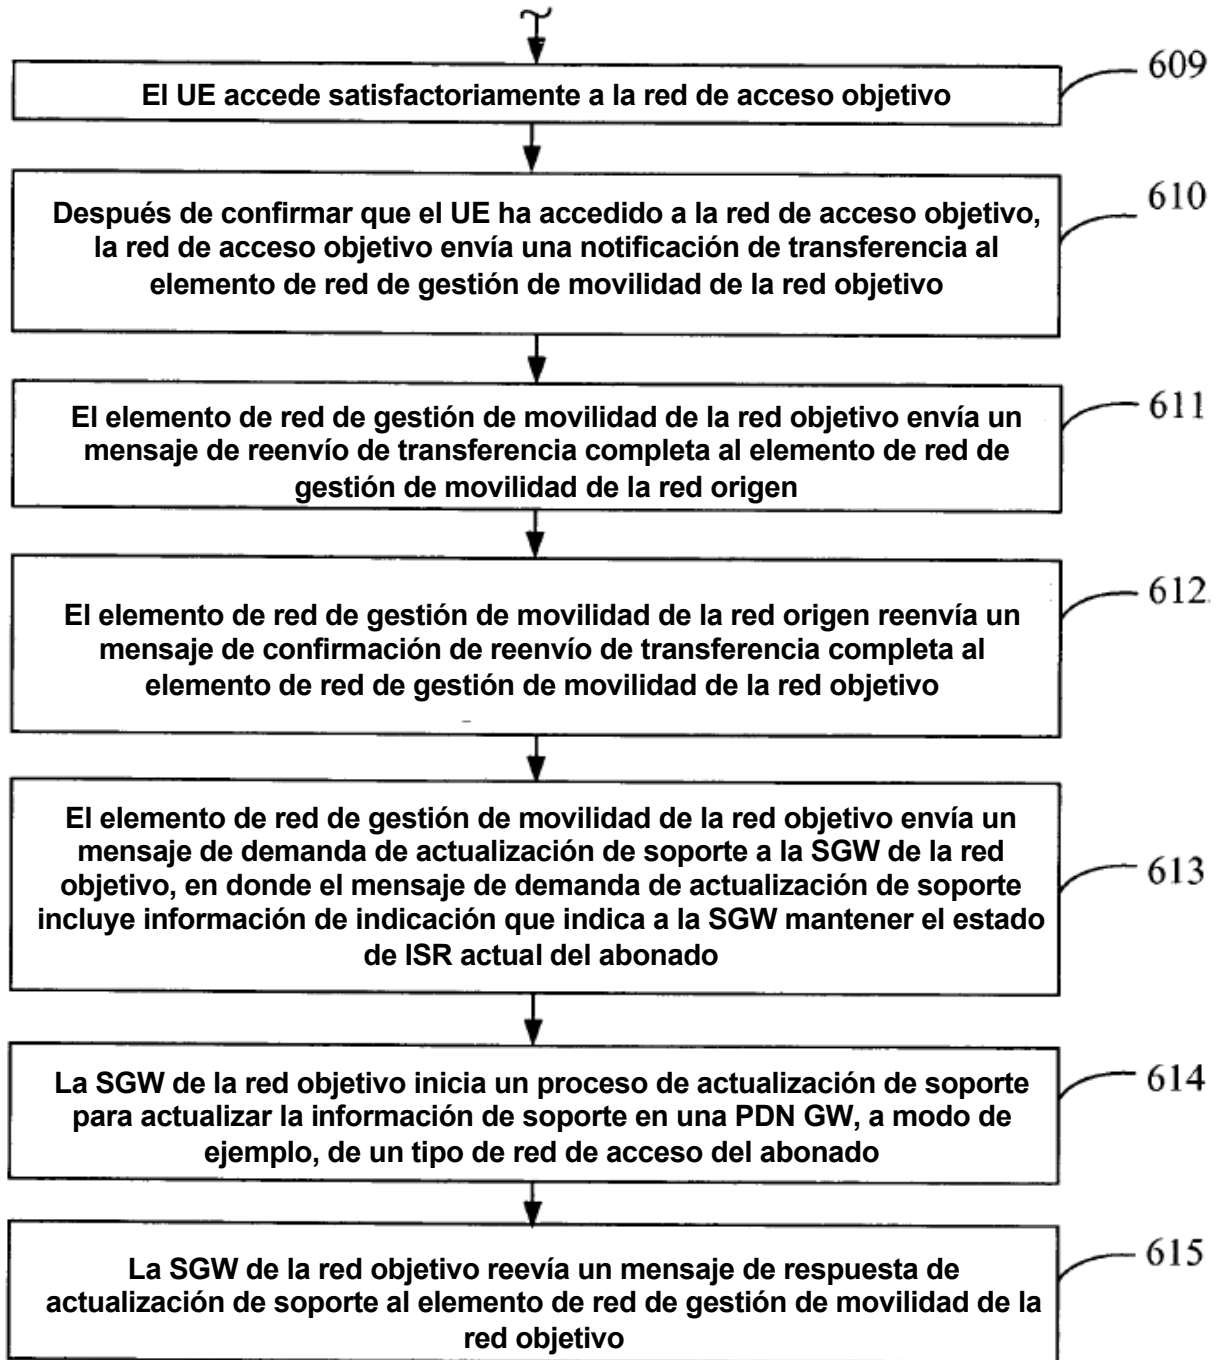 609
El UE accede satisfactoriamente a la red de acceso objetivo
610
Después de confirmar que el UE ha accedido a la red de acceso objetivo,
la red de acceso objetivo envía una notificación de transferencia al
elemento de red de gestión de movilidad de la red objetivo
611
El elemento de red de gestión de movilidad de la red objetivo envía un
mensaje de reenvío de transferencia completa al elemento de red de
gestión de movilidad de la red origen
612
El elemento de red de gestión de movilidad de la red origen reenvía un
mensaje de confirmación de reenvío de transferencia completa al
elemento de red de gestión de movilidad de la red objetivo
613
El elemento de red de gestión de movilidad de la red objetivo envía un
mensaje de demanda de actualización de soporte a la SGW de la red
objetivo, en donde el mensaje de demanda de actualización de soporte
incluye información de indicación que indica a la SGW mantener el estado
de ISR actual del abonado
614
La SGW de la red objetivo inicia un proceso de actualización de soporte
para actualizar la información de soporte en una PDN GW, a modo de
ejemplo, de un tipo de red de acceso del abonado
615
La SGW de la red objetivo reevía un mensaje de respuesta de
actualización de soporte al elemento de red de gestión de movilidad de la
red objetivo